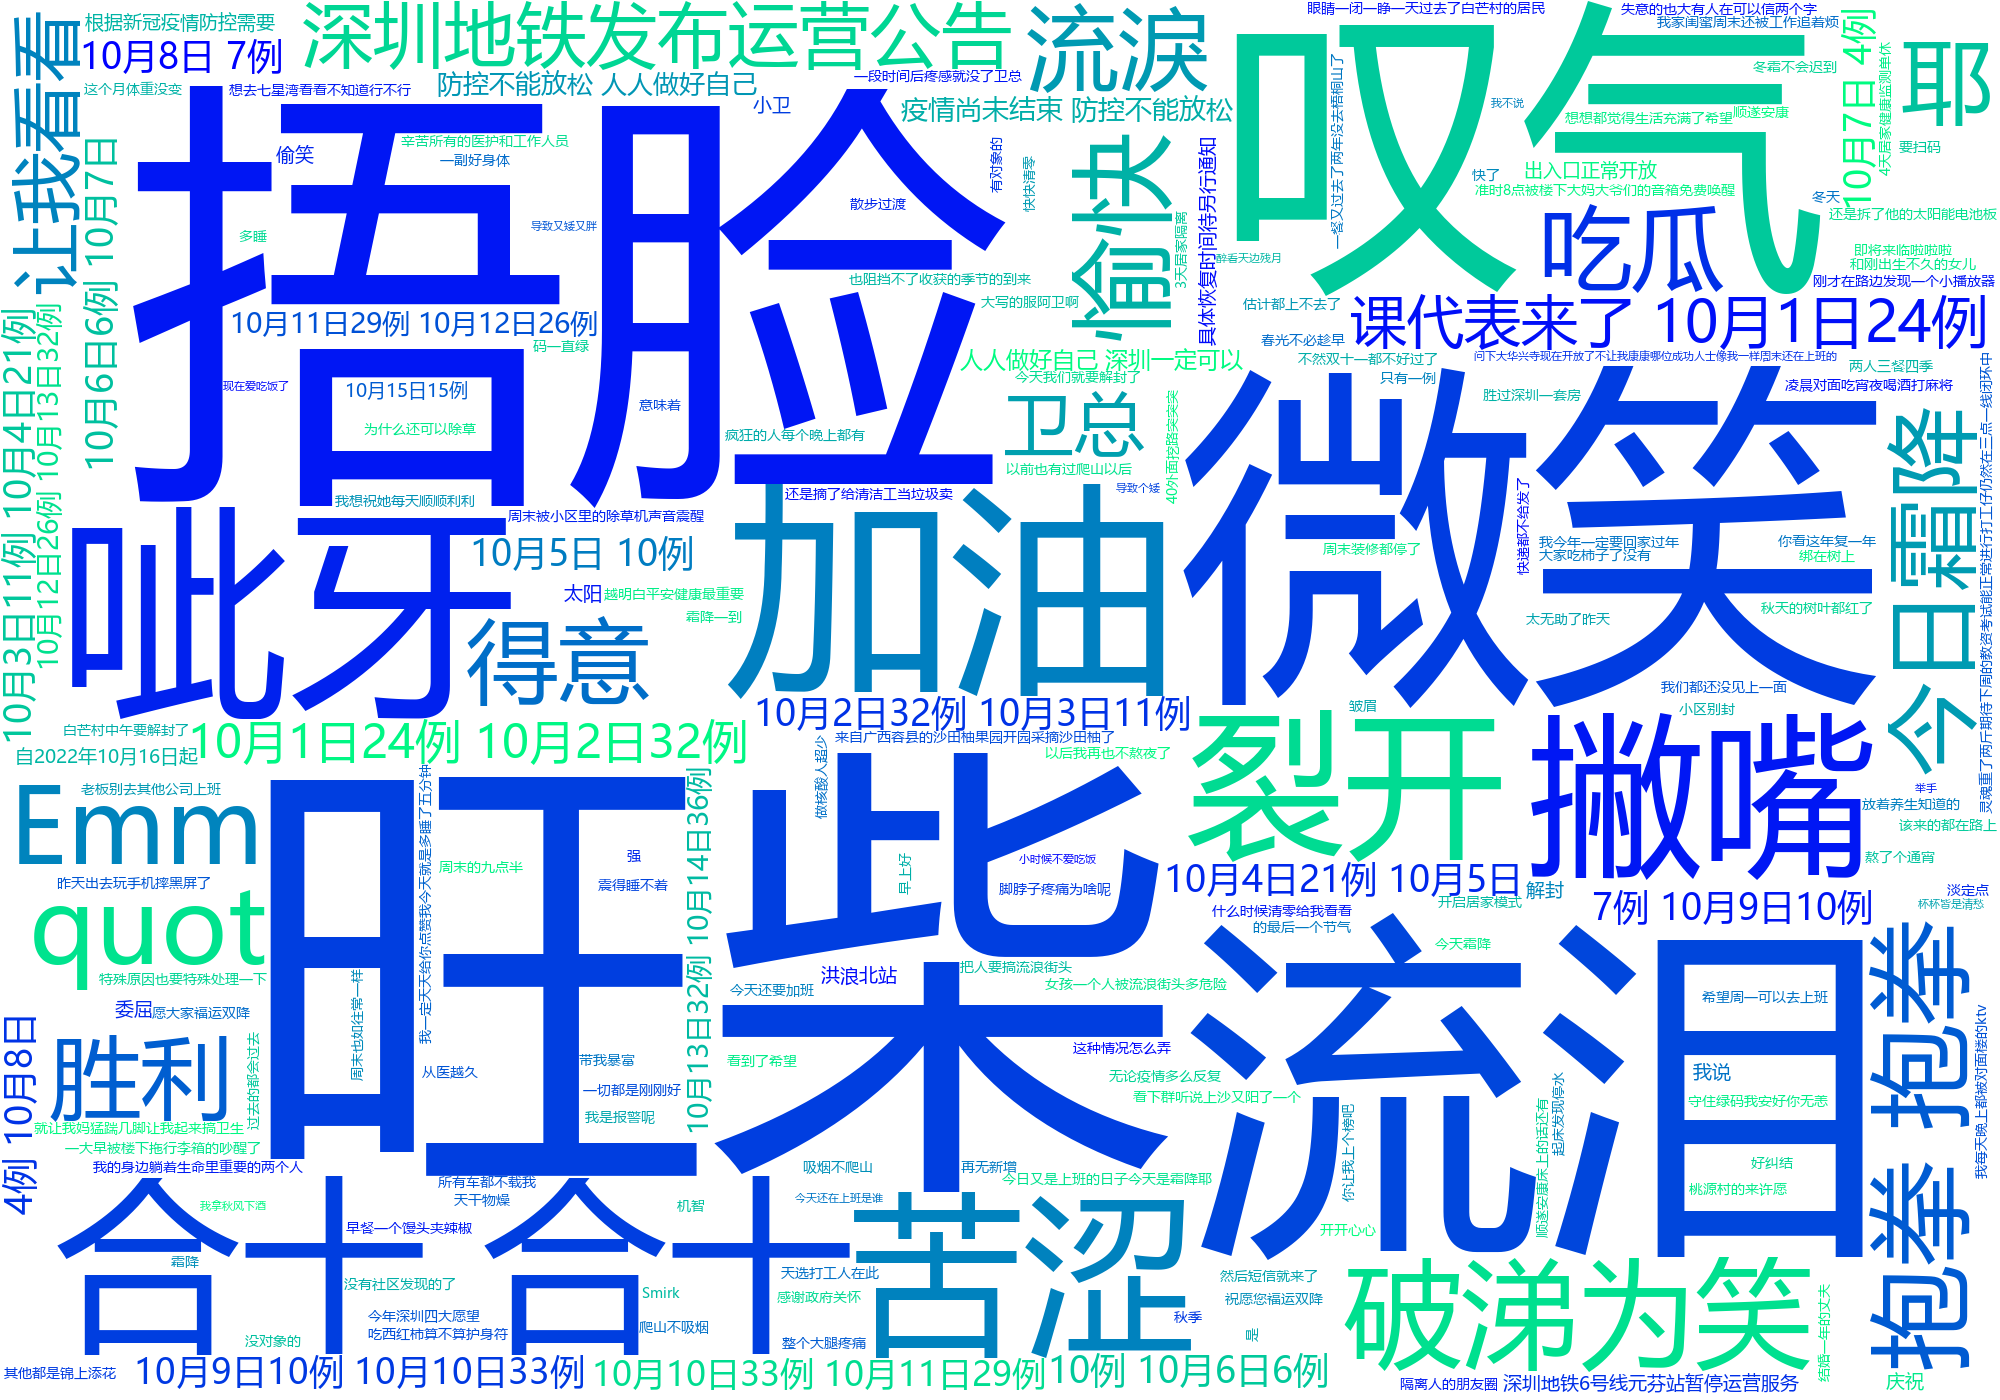 根据新冠疫情防控需要
10月8日 7例
深圳地铁发布运营公告
流淚
眼睛一闭一睁一天过去了白芒村的居民
失意的也大有人在可以信两个字
我家闺蜜周末还被工作追着烦
叹气
10月7日 4例
4天居家健康监测单休
冬霜不会迟到
耶
让我看看
这个月体重没变
想去七星湾看看不知道行不行
防控不能放松 人人做好自己
一段时间后疼感就没了卫总
小卫
疫情尚未结束 防控不能放松
我不说
想想都觉得生活充满了希望
顺遂安康
捂脸
偷笑
辛苦所有的医护和工作人员
一副好身体
有对象的
快快清零
愉快
具体恢复时间待另行通知
一督又过去了两年没去梧桐山了
快了
出入口正常开放
准时8点被楼下大妈大爷们的音箱免费唤醒
要扫码
冬天
还是拆了他的太阳能电池板
散步过渡
3天居家隔离
吃瓜
10月6日6例 10月7日
多睡
导致又矮又胖
醉看天边残月
即将来临啦啦啦
和刚出生不久的女儿
刚才在路边发现一个小播放器
也阻挡不了收获的季节的到来
大写的服阿卫啊
估计都上不去了
课代表来了 10月1日24例
10月3日11例 10月4日21例
10月12日26例 10月13日32例
10月11日29例 10月12日26例
码一直绿
人人做好自己 深圳一定可以
春光不必趁早
不然双十一都不好过了
问下大华兴寺现在开放了不让我康康哪位成功人士像我一样周末还在上班的
两人三餐四季
今天我们就要解封了
只有一例
凌晨对面吃宵夜喝酒打麻将
现在爱吃饭了
10月15日15例
意味着
卫总
胜过深圳一套房
为什么还可以除草
疯狂的人每个晚上都有
40外面挖路突突突
微笑
今日霜降
灵魂重了两斤期待下周的教资考试能正常进行打工仔仍然在三点一线闭环中
以前也有过爬山以后
导致个矮
还是摘了给清洁工当垃圾卖
我想祝她每天顺顺利利
周末被小区里的除草机声音震醒
呲牙
加油
快递都不给发了
周末装修都停了
我今年一定要回家过年
大家吃柿子了没有
你看这年复一年
绑在树上
10月5日 10例
太阳
越明白平安健康最重要
霜降一到
太无助了昨天
秋天的树叶都红了
得意
10月2日32例 10月3日11例
我们都还没见上一面
小区别封
皱眉
白芒村中午要解封了
自2022年10月16日起
10月1日24例 10月2日32例
来自广西容县的沙田柚果园开园采摘沙田柚了
以后我再也不熬夜了
裂开
撇嘴
做核酸人超少
老板别去其他公司上班
Emm
旺柴
我一定天天给你点赞我今天就是多睡了五分钟
10月13日32例 10月14日36例
举手
放着养生知道的
该来的都在路上
强
周末的九点半
震得睡不着
早上好
小时候不爱吃饭
脚脖子疼痛为啥呢
熬了个通宵
昨天出去玩手机摔黑屏了
10月4日21例 10月5日
解封
开启居家模式
7例 10月9日10例
淡定点
杯杯皆是清愁
quot
什么时候清零给我看看
的最后一个节气
今天霜降
流泪
抱拳 抱拳
特殊原因也要特殊处理一下
把人要搞流浪街头
洪浪北站
今天还要加班
女孩一个人被流浪街头多危险
希望周一可以去上班
委屈
愿大家福运双降
周末也如往常一样
4例 10月8日
胜利
过去的都会过去
从医越久
带我暴富
看到了希望
这种情况怎么弄
一切都是刚刚好
我是报警呢
无论疫情多么反复
看下群听说上沙又阳了一个
我说
守住绿码我安好你无恙
我每天晚上都被对面楼的ktv
就让我妈猛踹几脚让我起来搞卫生
一大早被楼下拖行李箱的吵醒了
我的身边躺着生命里重要的两个人
所有车都不载我
天干物燥
吸烟不爬山
再无新增
今日又是上班的日子今天是霜降耶
你让我上个榜吧
顺遂安康床上的话还有
起床发现停水
好纠结
桃源村的来许愿
合十 合十
我拿秋风下酒
机智
今天还在上班是谁
苦涩
早餐一个馒头夹辣椒
开开心心
霜降
没有社区发现的了
Smirk
天选打工人在此
感谢政府关怀
然后短信就来了
祝愿您福运双降
破涕为笑
结婚一年的丈夫
今年深圳四大愿望
吃西红柿算不算护身符
爬山不吸烟
秋季
是
没对象的
整个大腿疼痛
其他都是锦上添花
10月9日10例 10月10日33例
10月10日33例 10月11日29例
10例 10月6日6例
隔离人的朋友圈
深圳地铁6号线元芬站暂停运营服务
庆祝